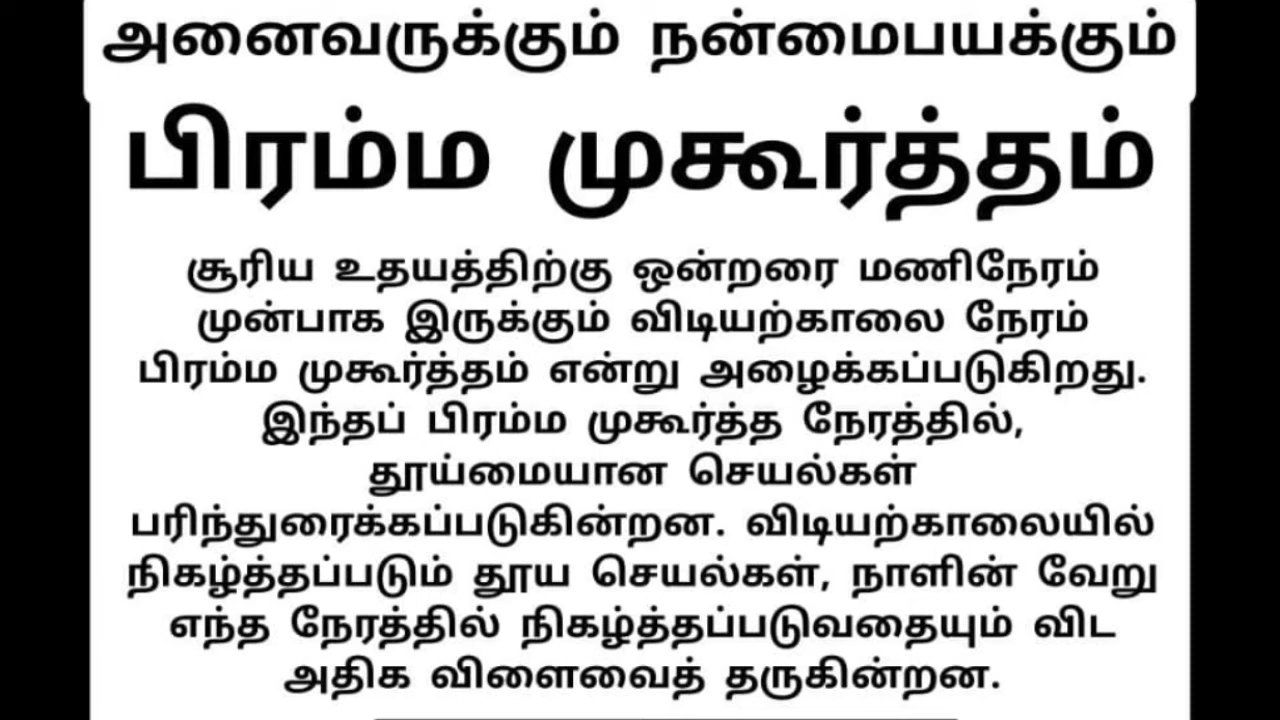 அனைவருக்கும் நன்மைபயக்கும்
பிரம்ம முகூர்த்தம்
சூரிய உதயத்திற்கு ஒன்றரை மணிநேரம்
முன்பாக இருக்கும் விடியற்காலை நேரம்
பிரம்ம முகூர்த்தம் என்று அழைக்கப்படுகிறது.
இந்தப் பிரம்ம முகூர்த்த நேரத்தில்,
தூய்மையான செயல்கள்
பரிந்துரைக்கப்படுகின்றன. விடியற்காலையில்
நிகழ்த்தப்படும் தூய செயல்கள், நாளின் வேறு
எந்த நேரத்தில் நிகழ்த்தப்படுவதையும் விட
அதிக விளைவைத் தருகின்றன.